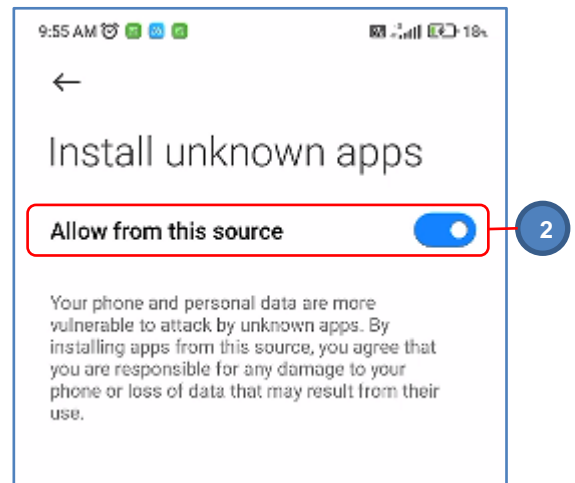 9:55 AM 18%
Install unknown apps
Allow from this source
2
Your phone and personal data are more
vulnerable to attack by unknown apps. By
installing apps from this source, you agree that
you are responsible for any damage to your
phone or loss of data that may result from their
use.